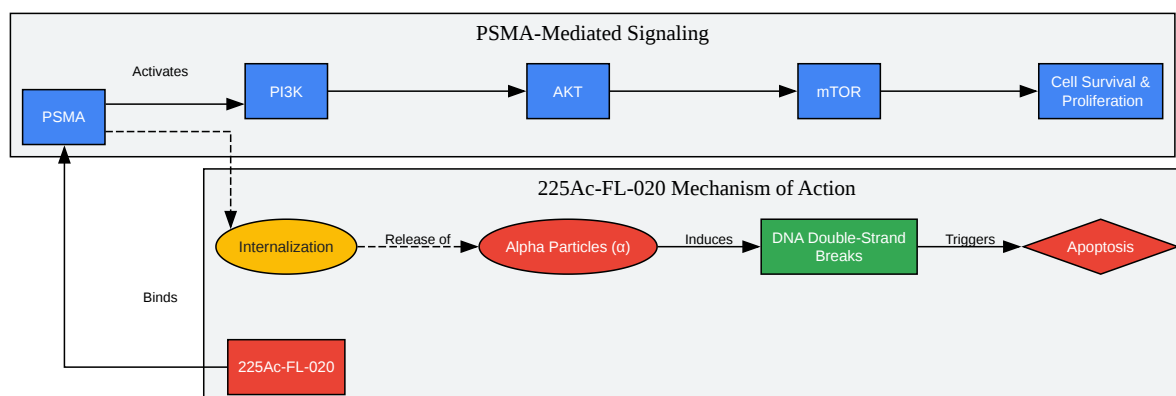 PSMA-Mediated Signaling
Activates
PSMA
PI3K
AKT
mTOR
Cell Survival &
Proliferation
225Ac-FL-020 Mechanism of Action
Internalization
Release of
Alpha Particles (α)
Induces
DNA Double-Strand
Breaks
Triggers
Apoptosis
Binds
225Ac-FL-020